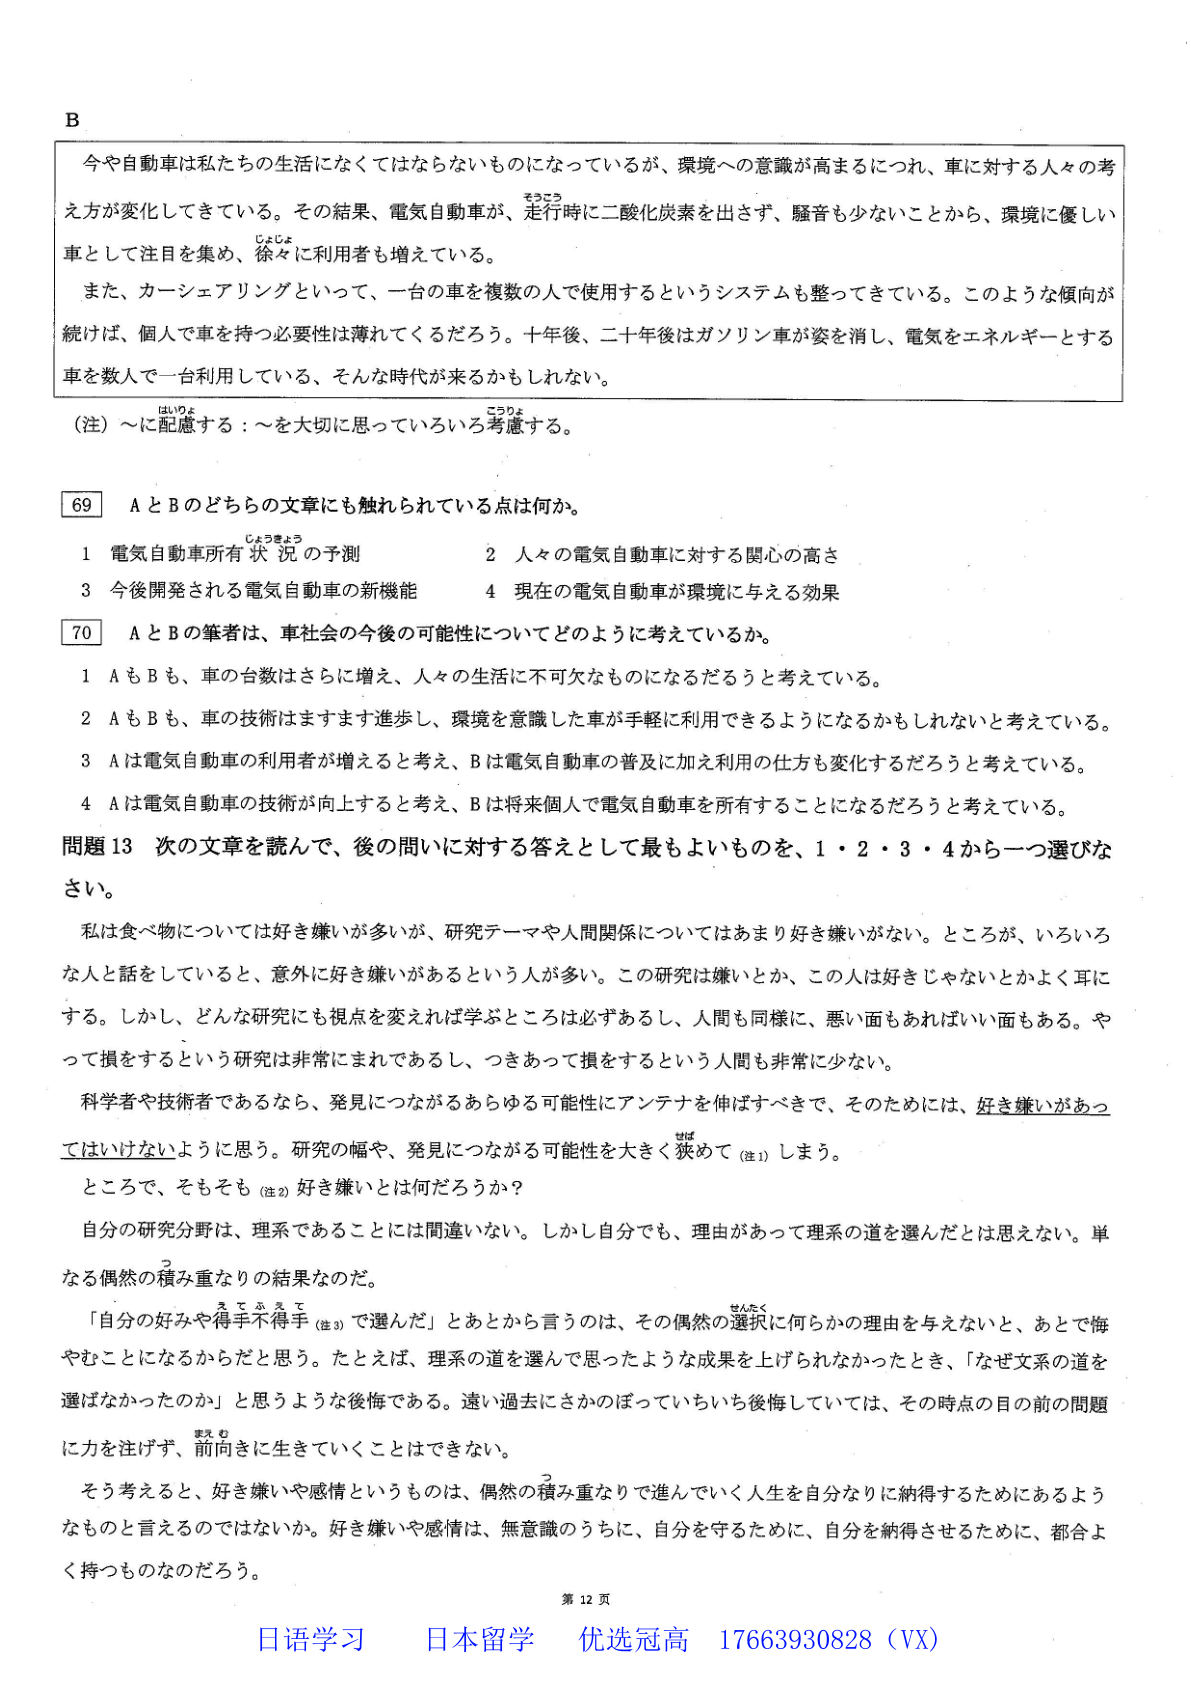 B
今や自動車は私たちの生活になくてはならないものになっているが、環境への意識が高まるにつれ、車に対する人々の考
え方が変化してきている。その結果、電気自動車が、走行時に二酸化炭素を出さず、騒音も少ないことから、環境に優しい
車として注目を集め、徐々に利用者も増えている。
また、カーシェアリングといって、一台の車を複数の人で使用するというシステムも整ってきている。このような傾向が
続けば、個人で車を持つ必要性は薄れてくるだろう。十年後、二十年後はガソリン車が姿を消し、電気をエネルギーとする
車を数人で一台利用している、そんな時代が来るかもしれない。
（注）～に配慮する：～を大切に思っていろいろ考慮する。
69 AとBのどちらの文章にも触れられている点は何か。
1 電気自動車所有状況の予測 2 人々の電気自動車に対する関心の高さ
3 今後開発される電気自動車の新機能 4 現在の電気自動車が環境に与える効果
70 AとBの筆者は、車社会の今後の可能性についてどのように考えているか。
1 AもBも、車の台数はさらに増え、人々の生活に不可欠なものになるだろうと考えている。
2 AもBも、車の技術はますます進歩し、環境を意識した車が手軽に利用できるようになるかもしれないと考えている。
3 Aは電気自動車の利用者が増えると考え、Bは電気自動車の普及に加え利用の仕方も変化するだろうと考えている。
4 Aは電気自動車の技術が向上すると考え、Bは将来個人で電気自動車を所有することになるだろうと考えている。
問題13 次の文章を読んで、後の問いに対する答えとして最もよいものを、1・2・3・4から一つ選びな
さい。
私は食べ物については好き嫌いが多いが、研究テーマや人間関係についてはあまり好き嫌いがない。ところが、いろいろ
な人と話をしていると、意外に好き嫌いがあるという人が多い。この研究は嫌いとか、この人は好きじゃないとかよく耳に
する。しかし、どんな研究にも視点を変えれば学ぶところは必ずあるし、人間も同様に、悪い面もあればいい面もある。や
って損をするという研究は非常にまれであるし、つきあって損をするという人間も非常に少ない。
科学者や技術者であるなら、発見につながるあらゆる可能性にアンテナを伸ばすべきで、そのためには、好き嫌いがあっ
てはいけないように思う。研究の幅や、発見につながる可能性を大きく狭めて（注1）しまう。
ところで、そもそも（注2）好き嫌いとは何だろうか？
自分の研究分野は、理系であることには間違いない。しかし自分でも、理由があって理系の道を選んだとは思えない。単
なる偶然の積み重なりの結果なのだ。
「自分の好みや得手不得手（注3）で選んだ」とあとから言うのは、その偶然の選択に何らかの理由を与えないと、あとで悔
やむことになるからだと思う。たとえば、理系の道を選んで思ったような成果を上げられなかったとき、「なぜ文系の道を
選ばなかったのか」と思うような後悔である。遠い過去にさかのぼっていちいち後悔していては、その時点の目の前の問題
に力を注げず、前向きに生きていくことはできない。
そう考えると、好き嫌いや感情というものは、偶然の積み重なりで進んでいく人生を自分なりに納得するためにあるよう
なものと言えるのではないか。好き嫌いや感情は、無意識のうちに、自分を守るために、自分を納得させるために、都合よ
く持つものなのだろう。
第 12 页
日语学习 日本留学 优选冠高 17663930828（VX）